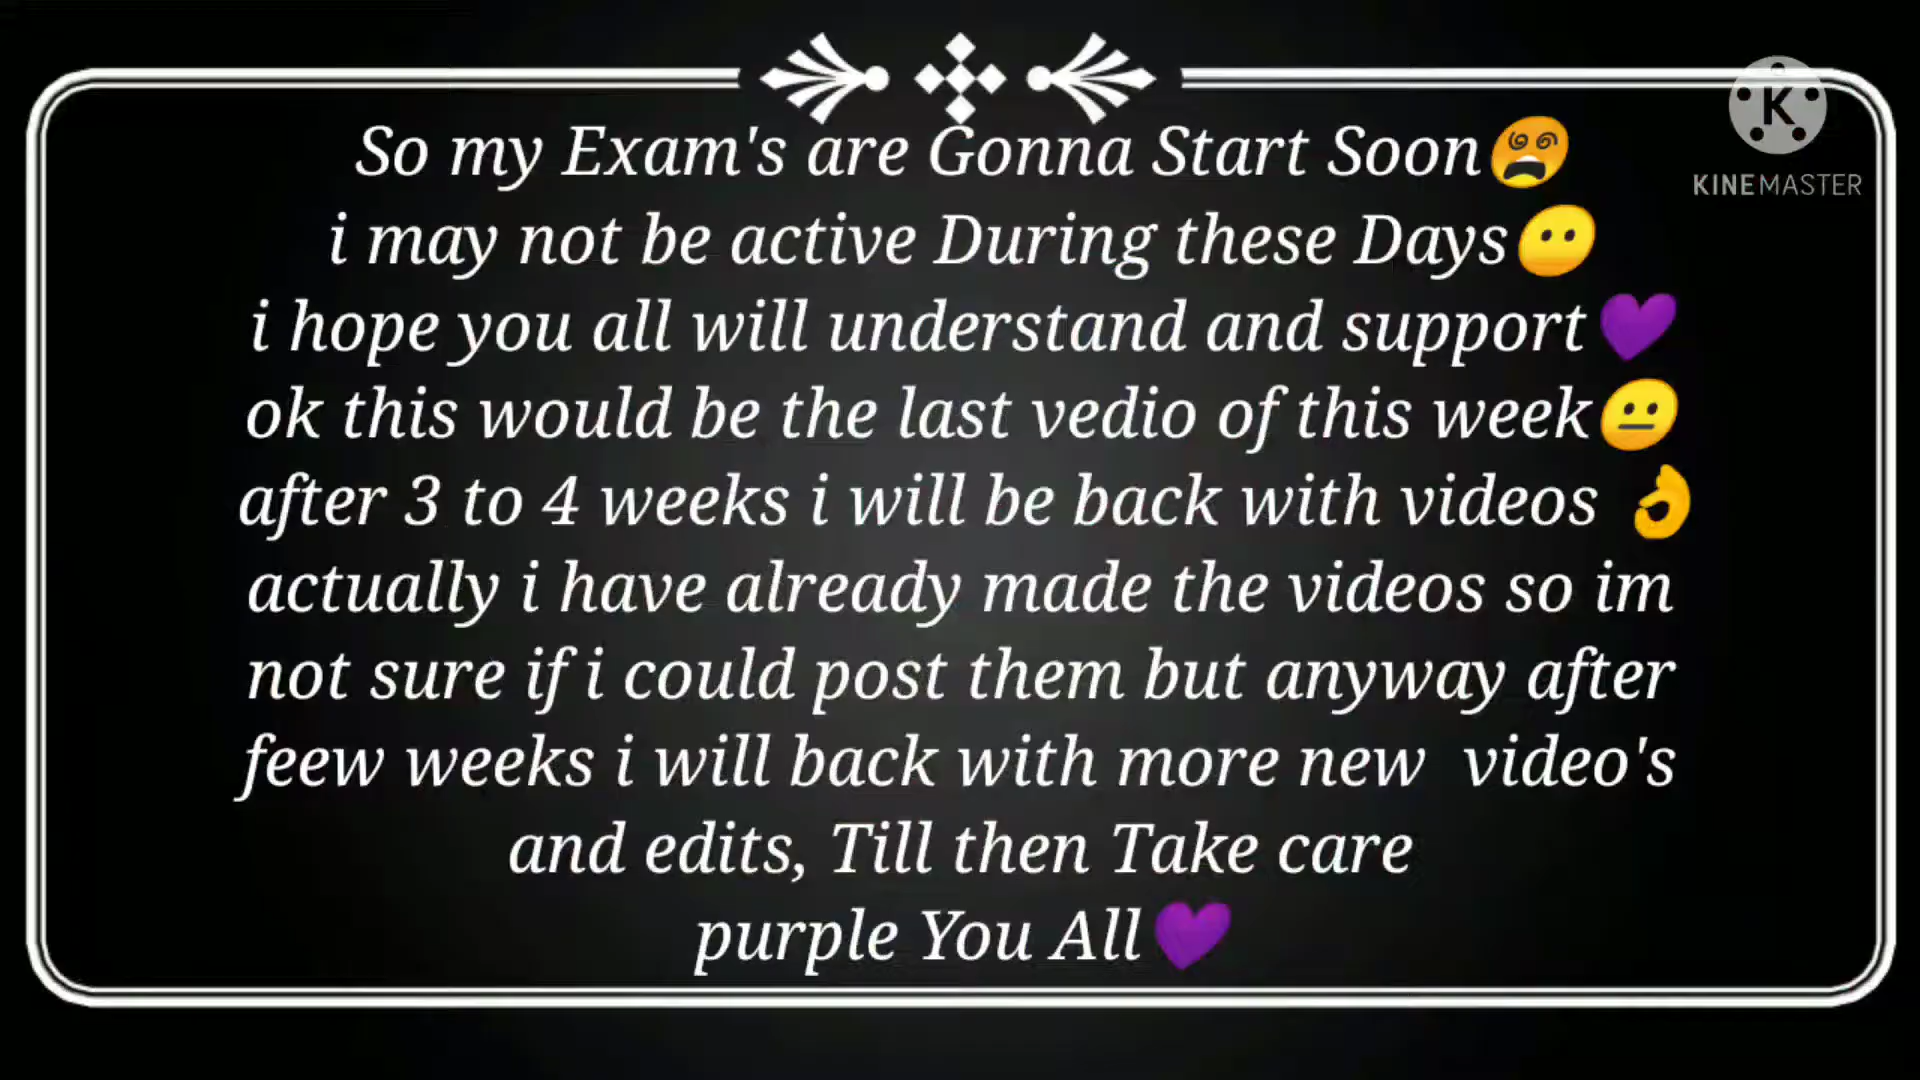 So my Exam's are Gonna Start Soon😵
i may not be active During these Days😶
i hope you all will understand and support💜
ok this would be the last vedio of this week😐
after 3 to 4 weeks i will be back with videos 👌
actually i have already made the videos so im
not sure if i could post them but anyway after
feew weeks i will back with more new  video's
and edits, Till then Take care
purple You All💜
K
KINEMASTER